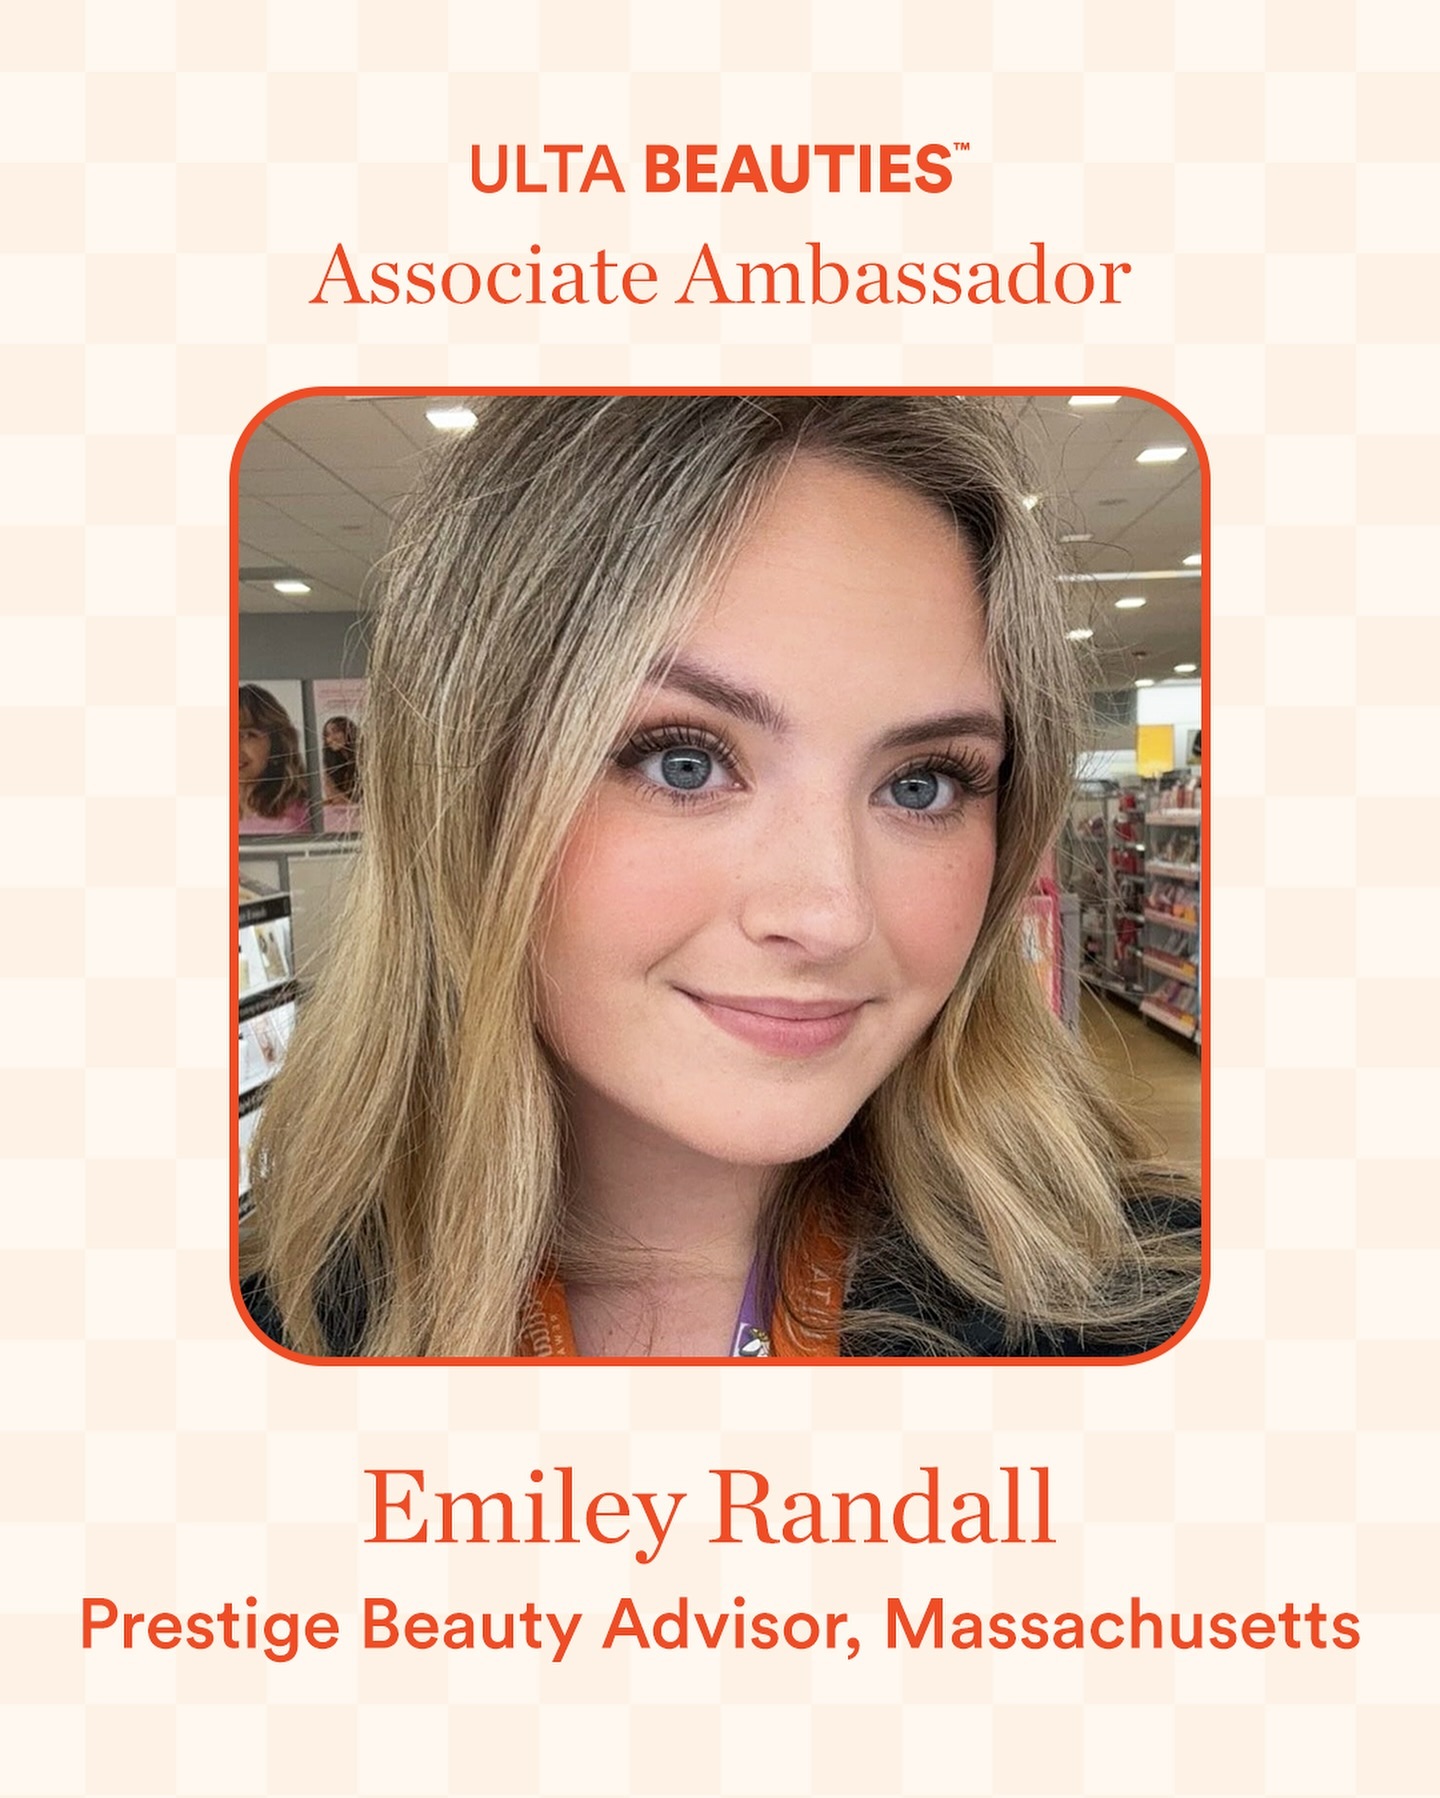 ULTA BEAUTIES™
Associate Ambassador
Emiley Randall
Prestige Beauty Advisor, Massachusetts